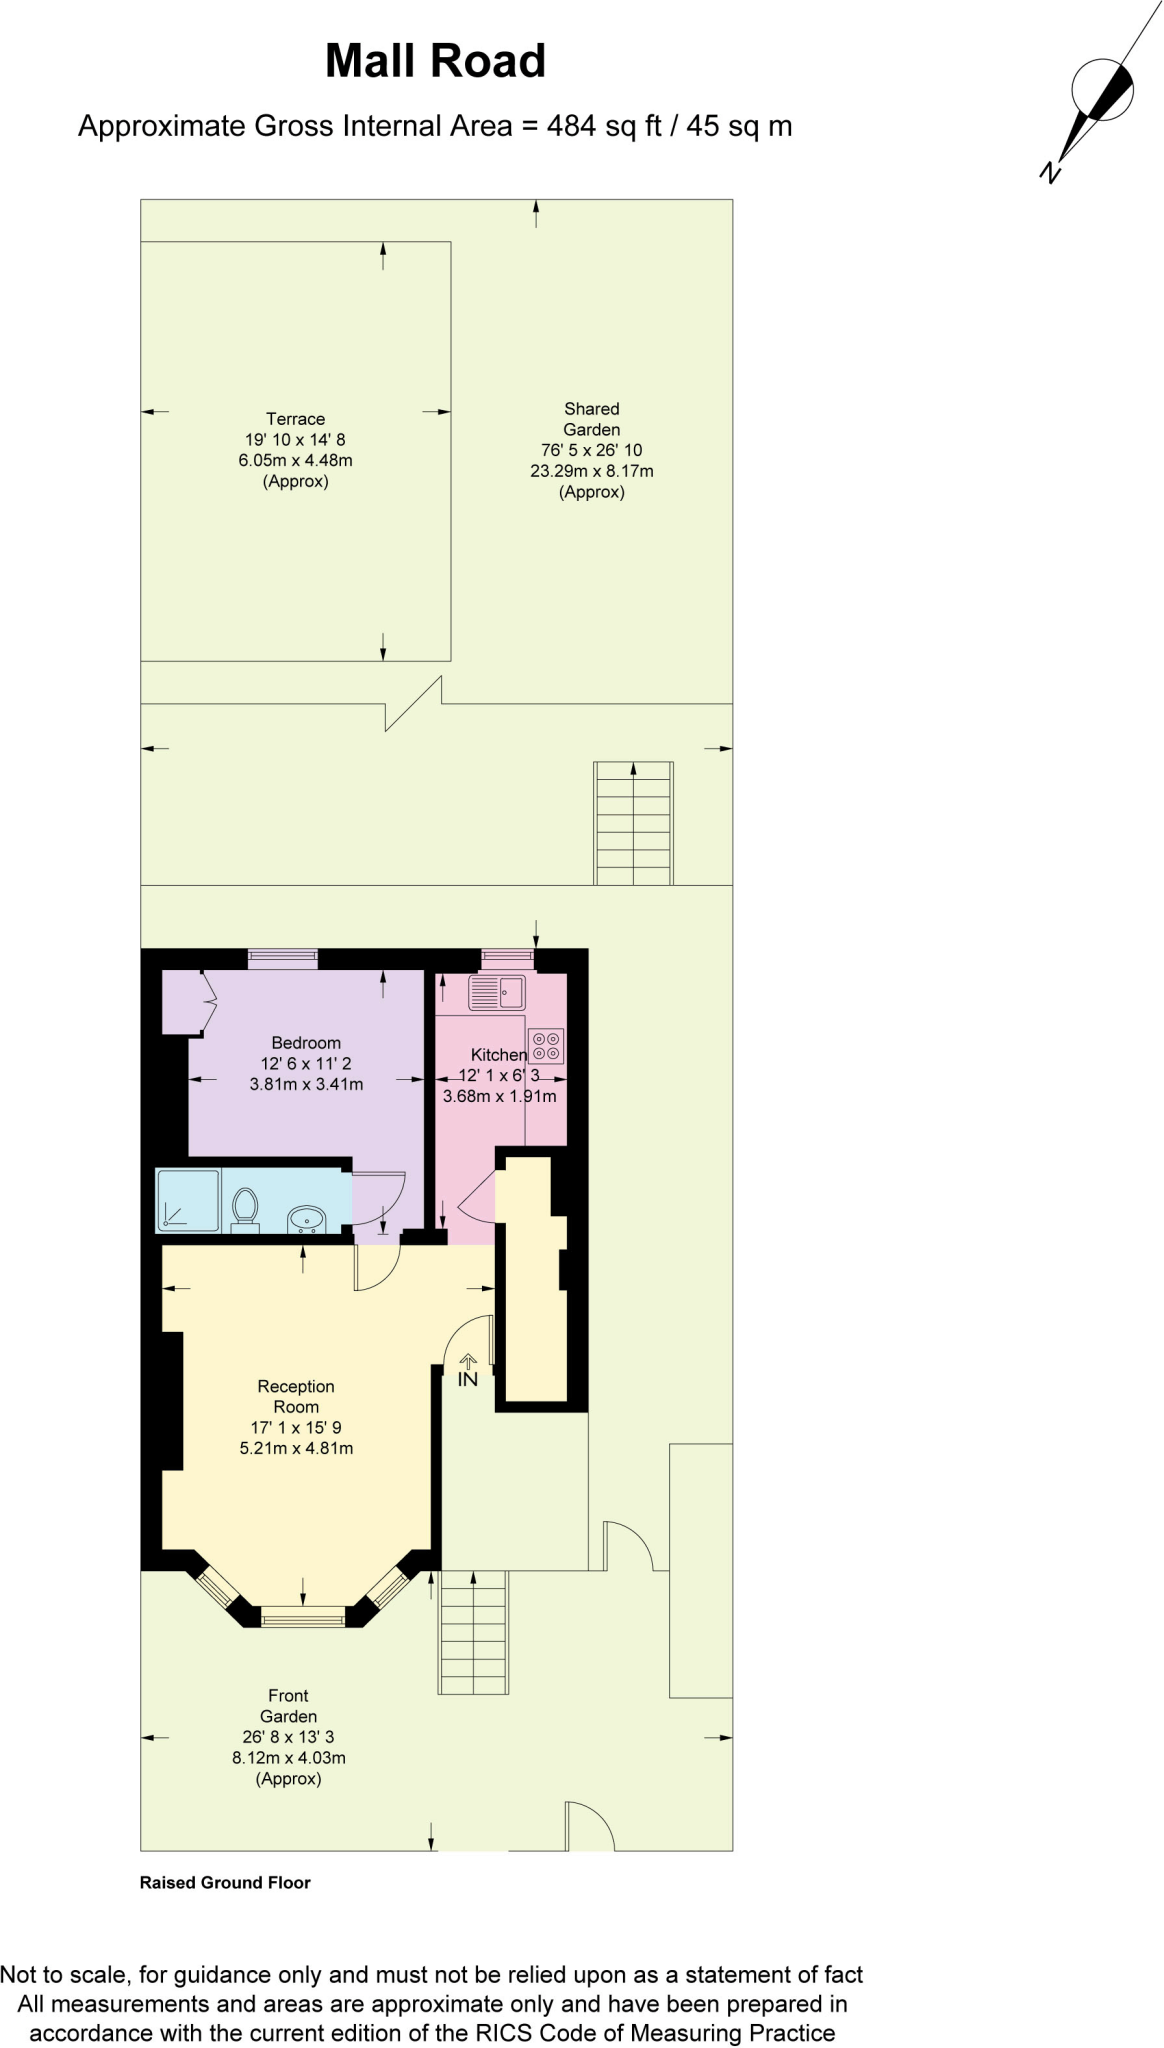 Mall Road
Approximate Gross Internal Area = 484 sq ft / 45 sq m
N
Terrace
19' 10 x 14' 8
6.05m x 4.48m
(Approx)
Shared
Garden
76' 5 x 26' 10
23.29m x 8.17m
(Approx)
Bedroom
12' 6 x 11' 2
3.81m x 3.41m
Kitchen
12' 1 x 6' 3
3.68m x 1.91m
IN
Reception
Room
17' 1 x 15' 9
5.21m x 4.81m
Front
Garden
26' 8 x 13' 3
8.12m x 4.03m
(Approx)
Raised Ground Floor
Not to scale, for guidance only and must not be relied upon as a statement of fact
All measurements and areas are approximate only and have been prepared in
accordance with the current edition of the RICS Code of Measuring Practice